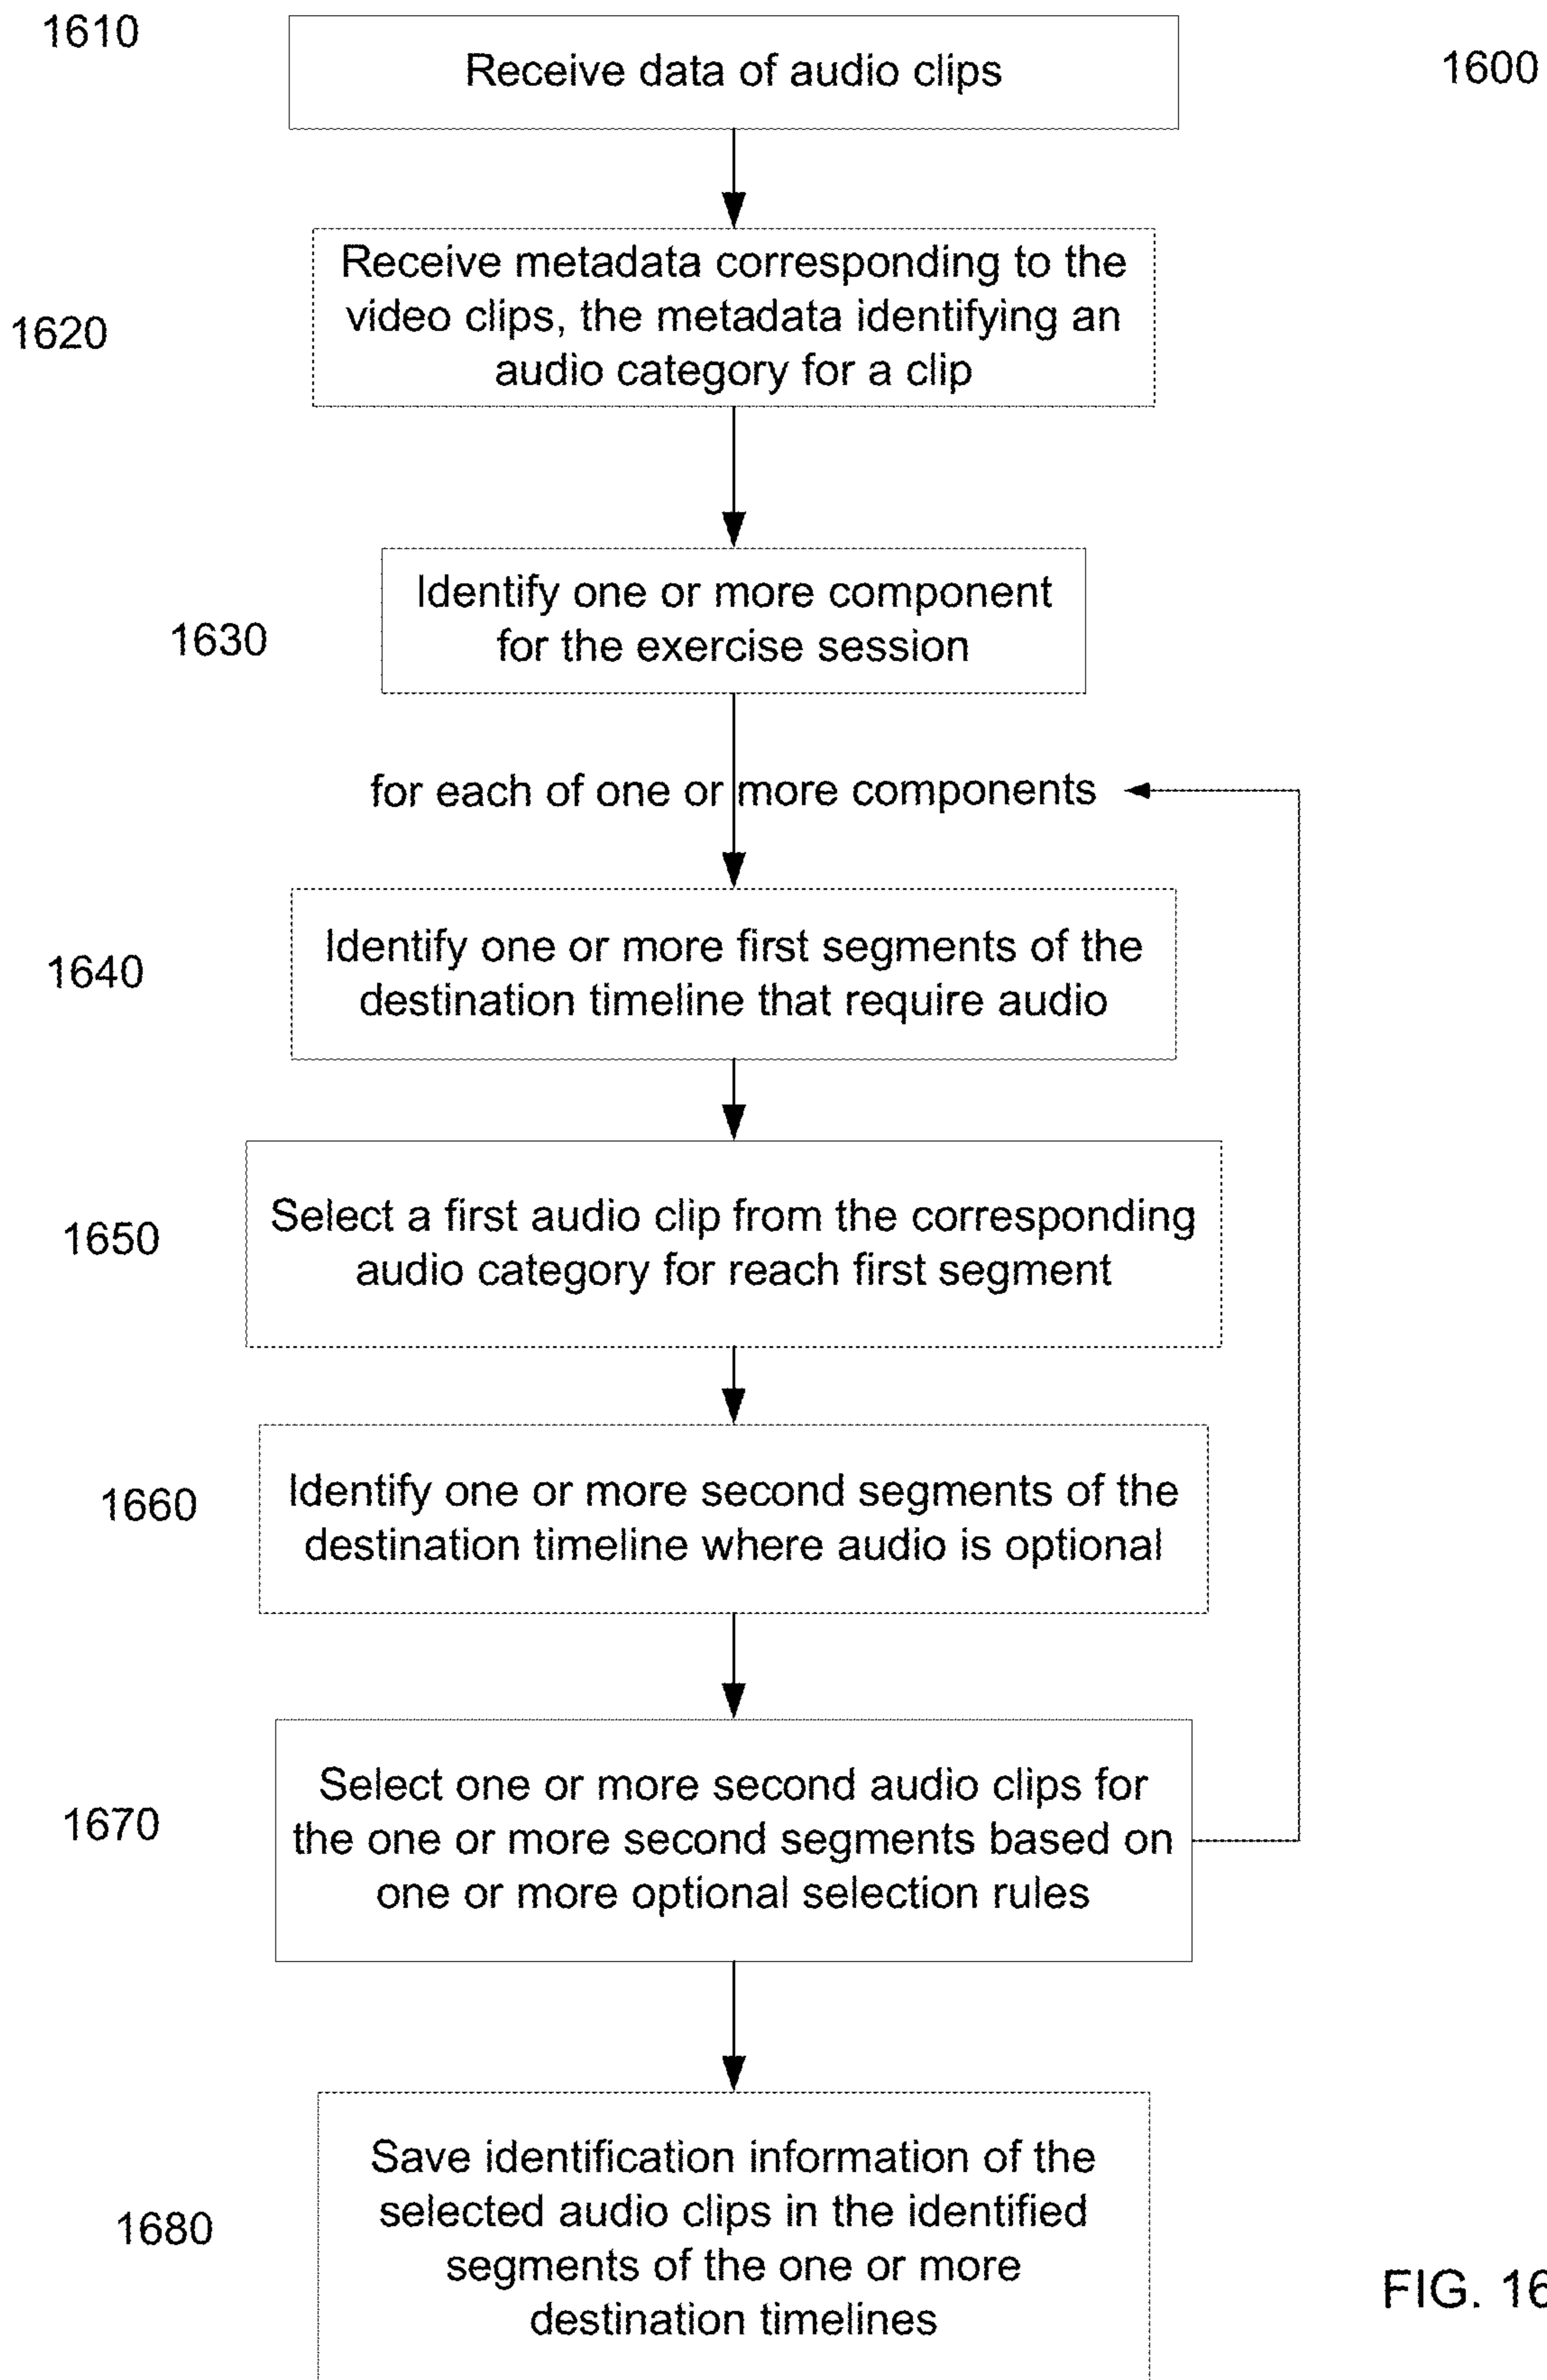 1610
Receive data of audio clips
1600
Receive metadata corresponding to the
video clips, the metadata identifying an
audio category for a clip
1620
Identify one or more component
for the exercise session
1630
for each of one or more components
Identify one or more first segments of the
destination timeline that require audio
1640
Select a first audio clip from the corresponding
audio category for reach first segment
1650
Identify one or more second segments of the
destination timeline where audio is optional
1660
Select one or more second audio clips for
the one or more second segments based on
one or more optional selection rules
1670
Save identification information of the
selected audio clips in the identified
segments of the one or more
destination timelines
1680
FIG. 16